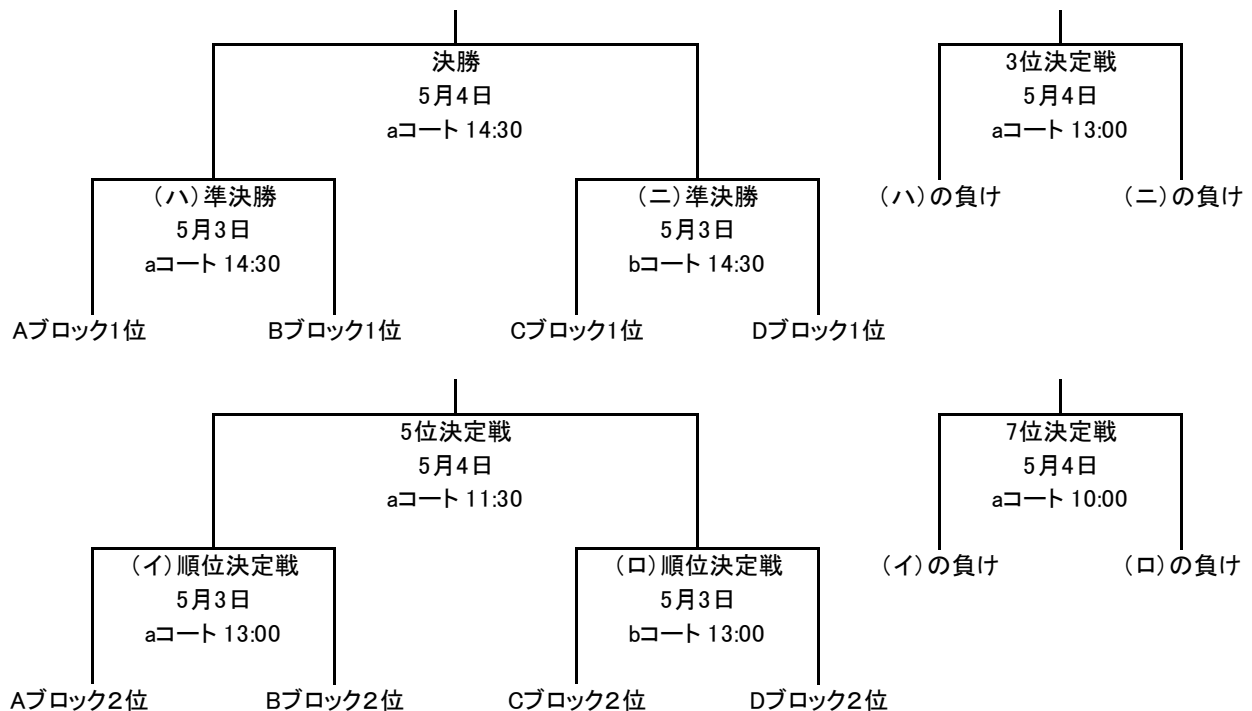 決勝
5月4日
aコート 14:30
3位決定戦
5月4日
aコート 13:00
(ハ)準決勝
5月3日
aコート 14:30
(ニ)準決勝
5月3日
bコート 14:30
(ハ)の負け
(ニ)の負け
Aブロック1位
Bブロック1位
Cブロック1位
Dブロック1位
5位決定戦
5月4日
aコート 11:30
7位決定戦
5月4日
aコート 10:00
(イ)順位決定戦
5月3日
aコート 13:00
(ロ)順位決定戦
5月3日
bコート 13:00
(イ)の負け
(ロ)の負け
Aブロック2位
Bブロック2位
Cブロック2位
Dブロック2位